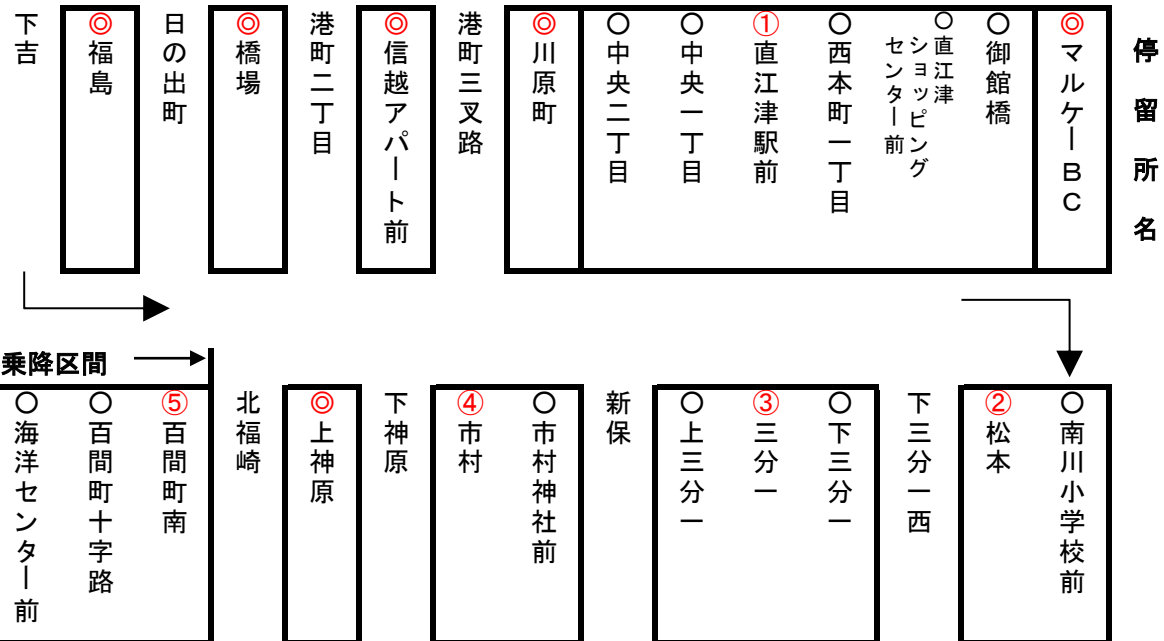 停留所名
◎マルケーBC
○御館橋
○直江津
ショッピング
センター前
○西本町一丁目
①直江津駅前
○中央一丁目
○中央二丁目
◎川原町
港町三叉路
◎信越アパート前
港町二丁目
◎橋場
日の出町
◎福島
下吉
○南川小学校前
②松本
下三分一西
○下三分一
③三分一
○上三分一
新保
○市村神社前
④市村
下神原
◎上神原
北福崎
乗降区間
⑤百間町南
○百間町十字路
○海洋センター前